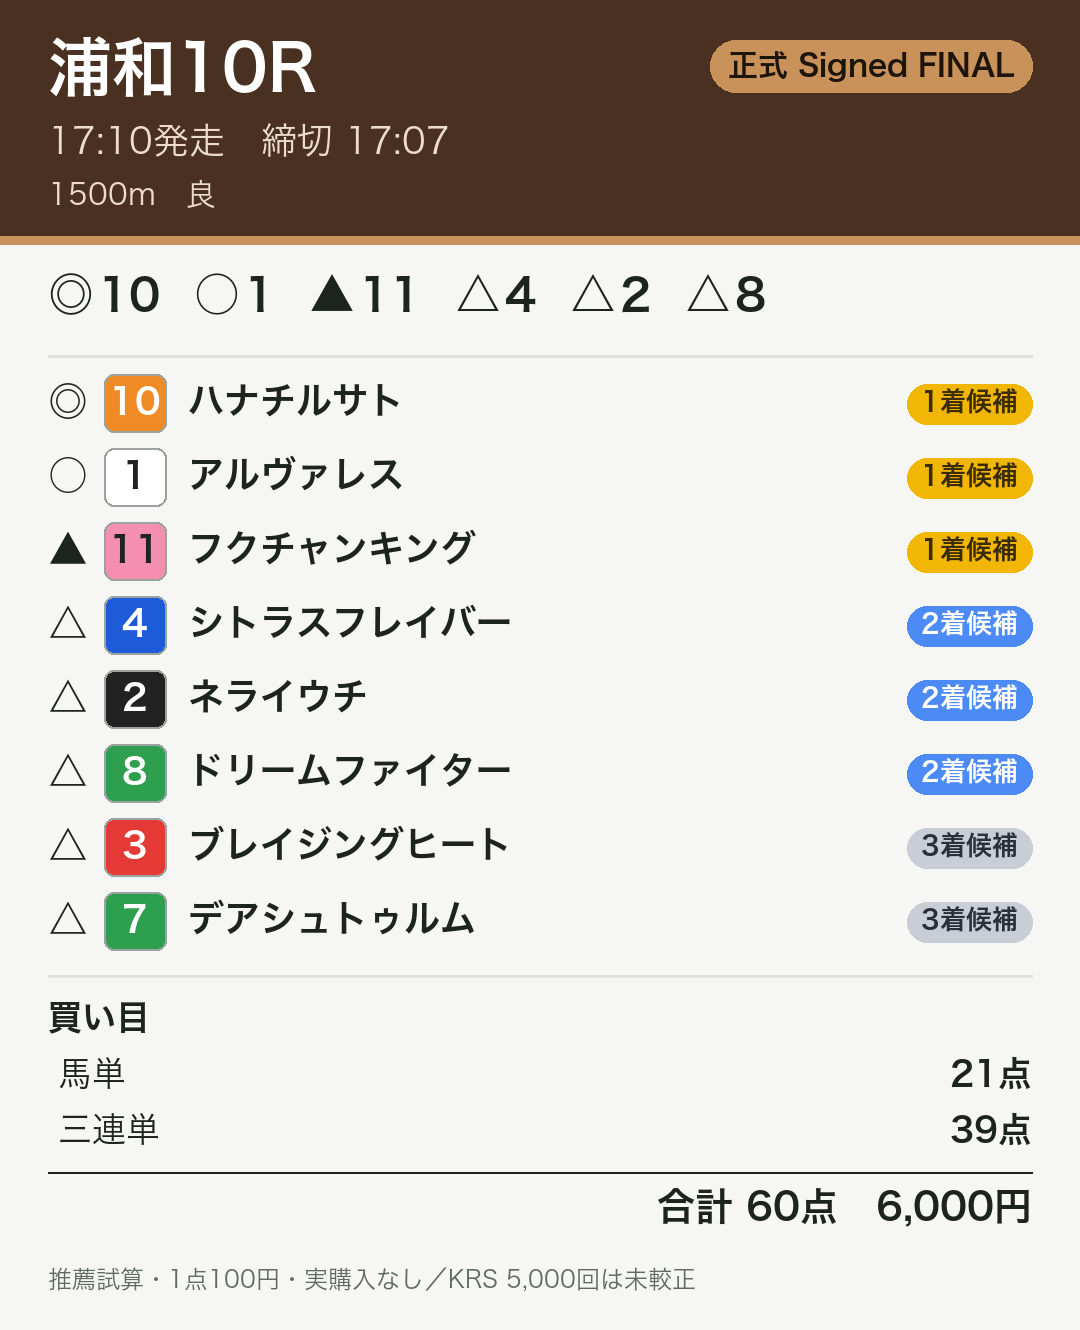 浦和10R
正式 Signed FINAL
17:10発走　締切 17:07
1500m　良
◎10 ○1 ▲11 △4 △2 △8
◎ 10 ハナチルサト 1着候補
○ 1 アルヴァレス 1着候補
▲ 11 フクチャンキング 1着候補
△ 4 シトラスフレイバー 2着候補
△ 2 ネライウチ 2着候補
△ 8 ドリームファイター 2着候補
△ 3 ブレイジングヒート 3着候補
△ 7 デアシュトゥルム 3着候補
買い目
馬単 21点
三連単 39点
合計 60点　6,000円
推薦試算・1点100円・実購入なし／KRS 5,000回は未較正